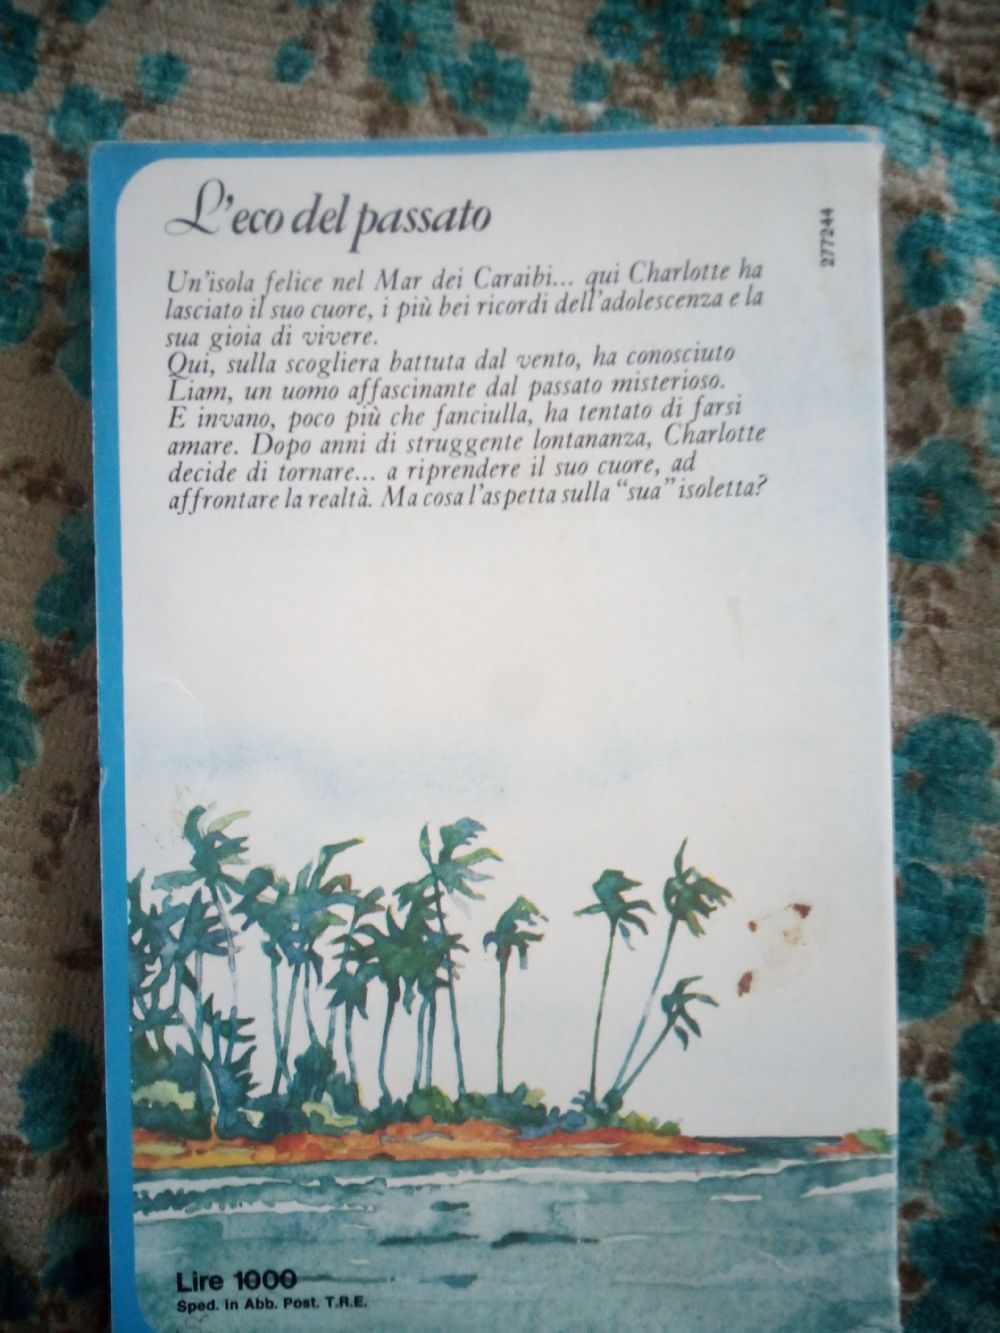 L'eco del passato
277244
Un'isola felice nel Mar dei Caraibi... qui Charlotte ha
lasciato il suo cuore, i più bei ricordi dell'adolescenza e la
sua gioia di vivere.
Qui, sulla scogliera battuta dal vento, ha conosciuto
Liam, un uomo affascinante dal passato misterioso.
E invano, poco più che fanciulla, ha tentato di farsi
amare. Dopo anni di struggente lontananza, Charlotte
decide di tornare... a riprendere il suo cuore, ad
affrontare la realtà. Ma cosa l'aspetta sulla “sua” isoletta?
Lire 1000
Sped. in Abb. Post. T.R.E.